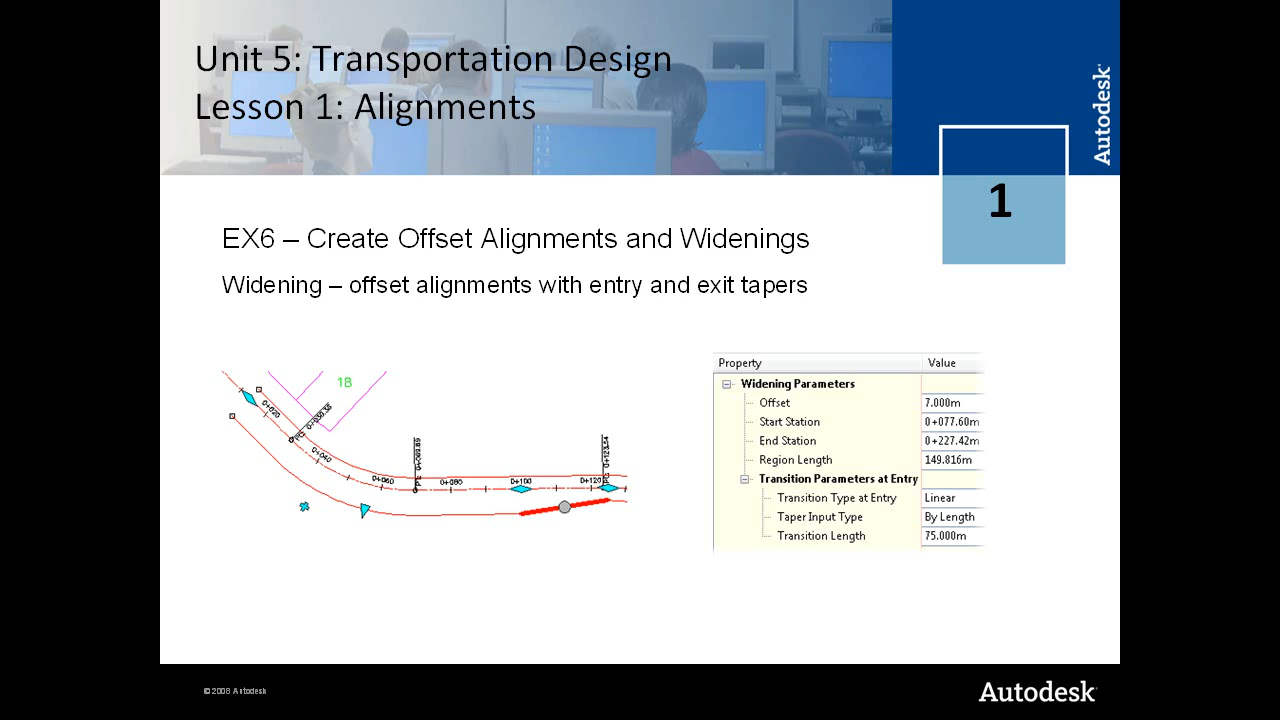 Unit 5: Transportation Design
Lesson 1: Alignments
Autodesk
1
EX6 – Create Offset Alignments and Widenings
Widening – offset alignments with entry and exit tapers
18
0+020
0+040
0+060
0+080
0+100
0+120
Property Value
Widening Parameters
Offset 7.000m
Start Station 0+077.60m
End Station 0+227.42m
Region Length 149.816m
Transition Parameters at Entry
Transition Type at Entry Linear
Taper Input Type By Length
Transition Length 75.000m
© 2008 Autodesk
Autodesk